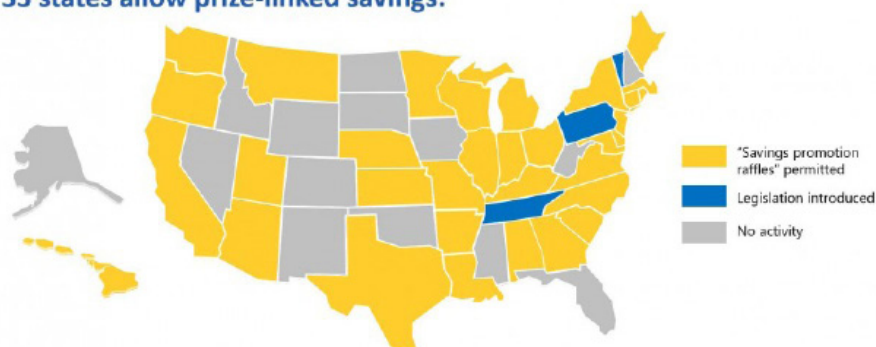 states allow prize-linked savings.
"Savings promotion
raffles" permitted
Legislation introduced
No activity